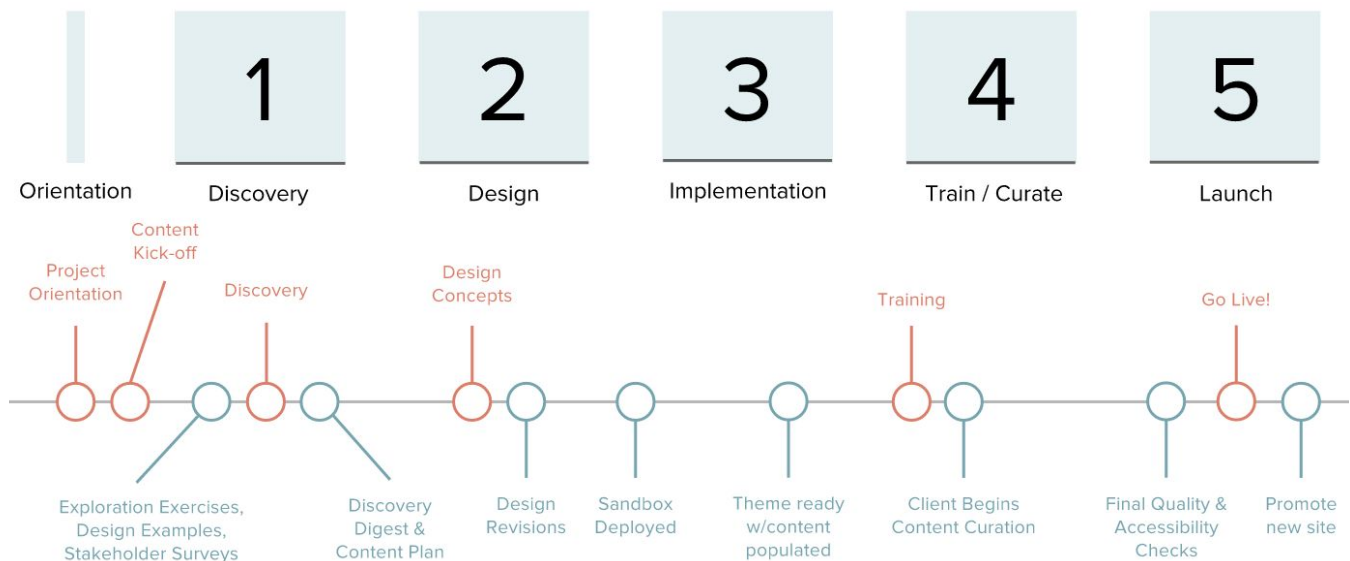 1
2
3
4
5
Orientation
Discovery
Design
Implementation
Train / Curate
Launch
Content
Kick-off
Project
Orientation
Discovery
Design
Concepts
Training
Go Live!
Exploration Exercises,
Design Examples,
Stakeholder Surveys
Discovery
Digest &
Content Plan
Design
Revisions
Sandbox
Deployed
Theme ready
w/content
populated
Client Begins
Content Curation
Final Quality &
Accessibility
Checks
Promote
new site